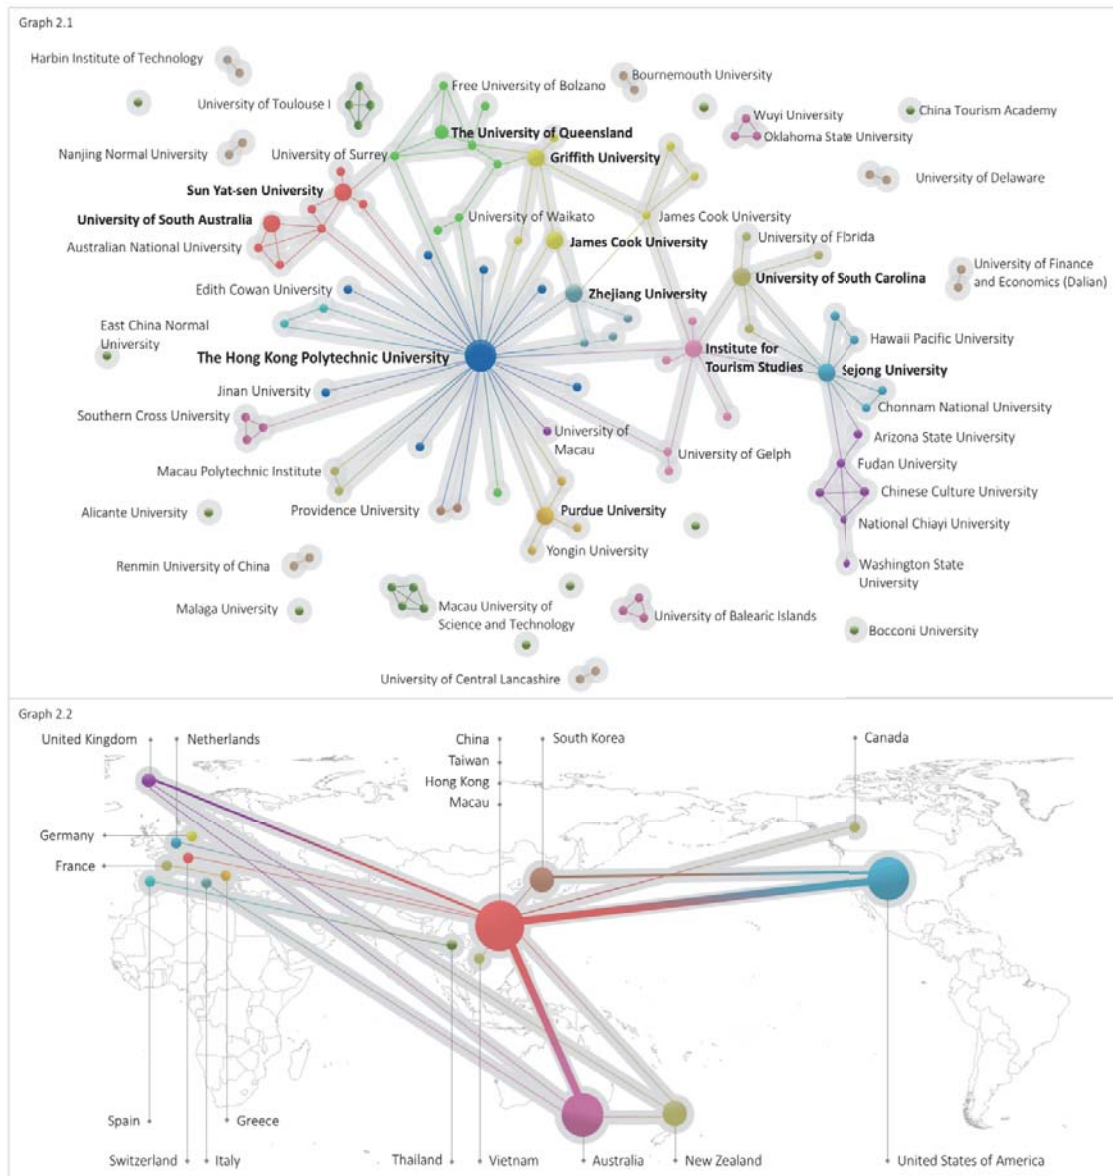 Graph 2.1
Harbin Institute of Technology
Free University of Bolzano
Bournemouth University
University of Toulouse I
Wuyi University
China Tourism Academy
The University of Queensland
Oklahoma State University
Nanjing Normal University
University of Surrey
Griffith University
University of Delaware
Sun Yat-sen University
University of South Australia
University of Waikato
James Cook University
Australian National University
James Cook University
University of Florida
University of Finance
and Economics (Dalian)
University of South Carolina
Edith Cowan University
Zhejiang University
East China Normal
University
Hawaii Pacific University
The Hong Kong Polytechnic University
Institute for
Tourism Studies
Sejong University
Jinan University
Chonnam National University
Southern Cross University
University of
Macau
Arizona State University
University of Gelph
Fudan University
Macau Polytechnic Institute
Chinese Culture University
Alicante University
Providence University
Purdue University
National Chiayi University
Yongin University
Renmin University of China
Washington State
University
Malaga University
Macau University of
Science and Technology
University of Balearic Islands
Bocconi University
University of Central Lancashire
Graph 2.2
United Kingdom
Netherlands
China
South Korea
Canada
Taiwan
Hong Kong
Macau
Germany
France
Spain
Greece
Switzerland
Italy
Thailand
Vietnam
Australia
New Zealand
United States of America